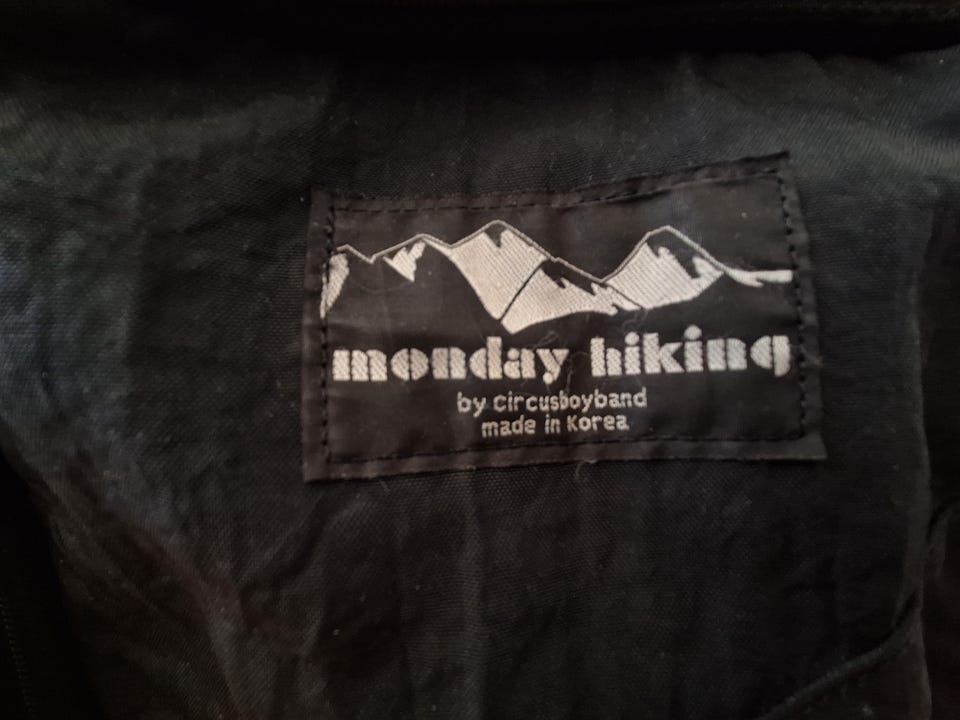 monday hiking
by Circusboyband
made in Korea